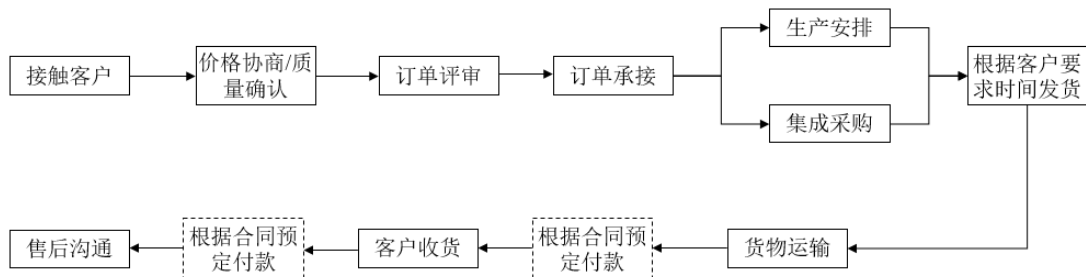 接触客户
价格协商/质
量确认
订单评审
订单承接
生产安排
集成采购
根据客户要
求时间发货
货物运输
根据合同预
定付款
客户收货
根据合同预
定付款
售后沟通